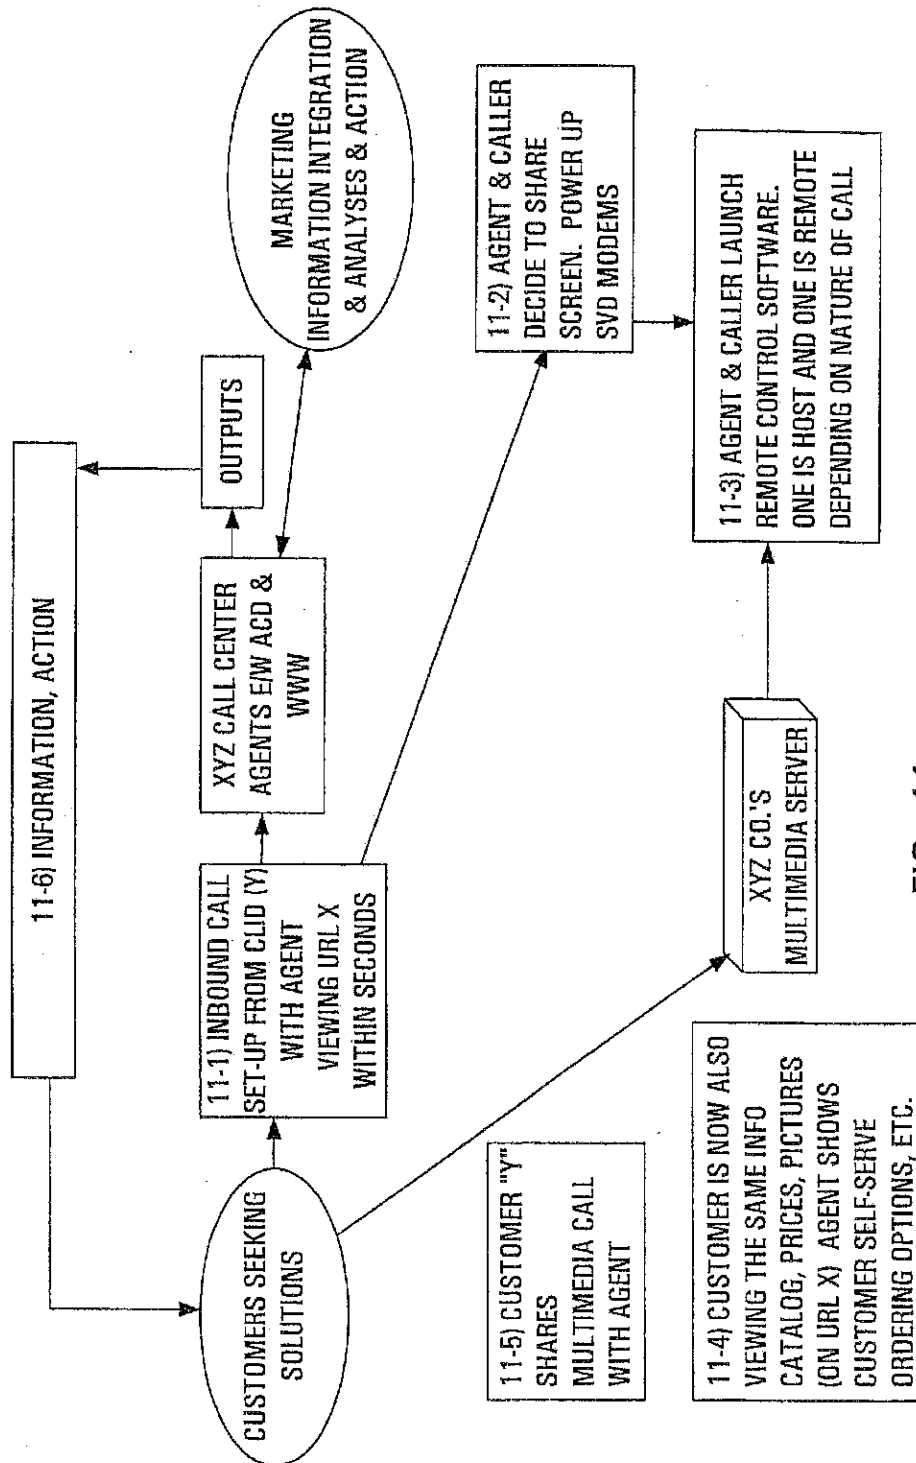 11-6) INFORMATION, ACTION
CUSTOMERS SEEKING
SOLUTIONS
11-1) INBOUND CALL
SET-UP FROM CLID (Y)
WITH AGENT
VIEWING URL X
WITHIN SECONDS
XYZ CALL CENTER
AGENTS E/W ACD &
WWW
OUTPUTS
MARKETING
INFORMATION INTEGRATION
& ANALYSES & ACTION
11-5) CUSTOMER "Y"
SHARES
MULTIMEDIA CALL
WITH AGENT
11-2) AGENT & CALLER
DECIDE TO SHARE
SCREEN. POWER UP
SVD MODEMS
11-4) CUSTOMER IS NOW ALSO
VIEWING THE SAME INFO
CATALOG, PRICES, PICTURES
(ON URL X) AGENT SHOWS
CUSTOMER SELF-SERVE
ORDERING OPTIONS, ETC.
XYZ CO.'S
MULTIMEDIA SERVER
11-3) AGENT & CALLER LAUNCH
REMOTE CONTROL SOFTWARE.
ONE IS HOST AND ONE IS REMOTE
DEPENDING ON NATURE OF CALL